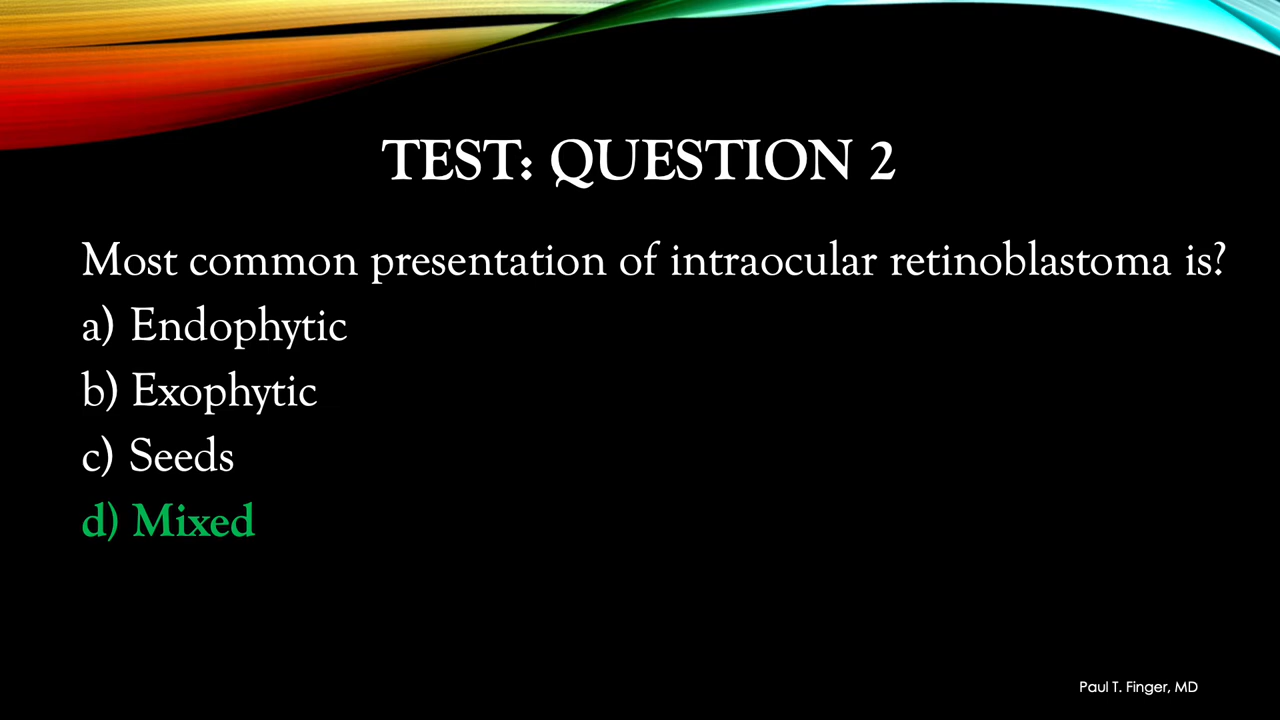 TEST: QUESTION 2
Most common presentation of intraocular retinoblastoma is?
a) Endophytic
b) Exophytic
c) Seeds
d) Mixed
Paul T. Finger, MD